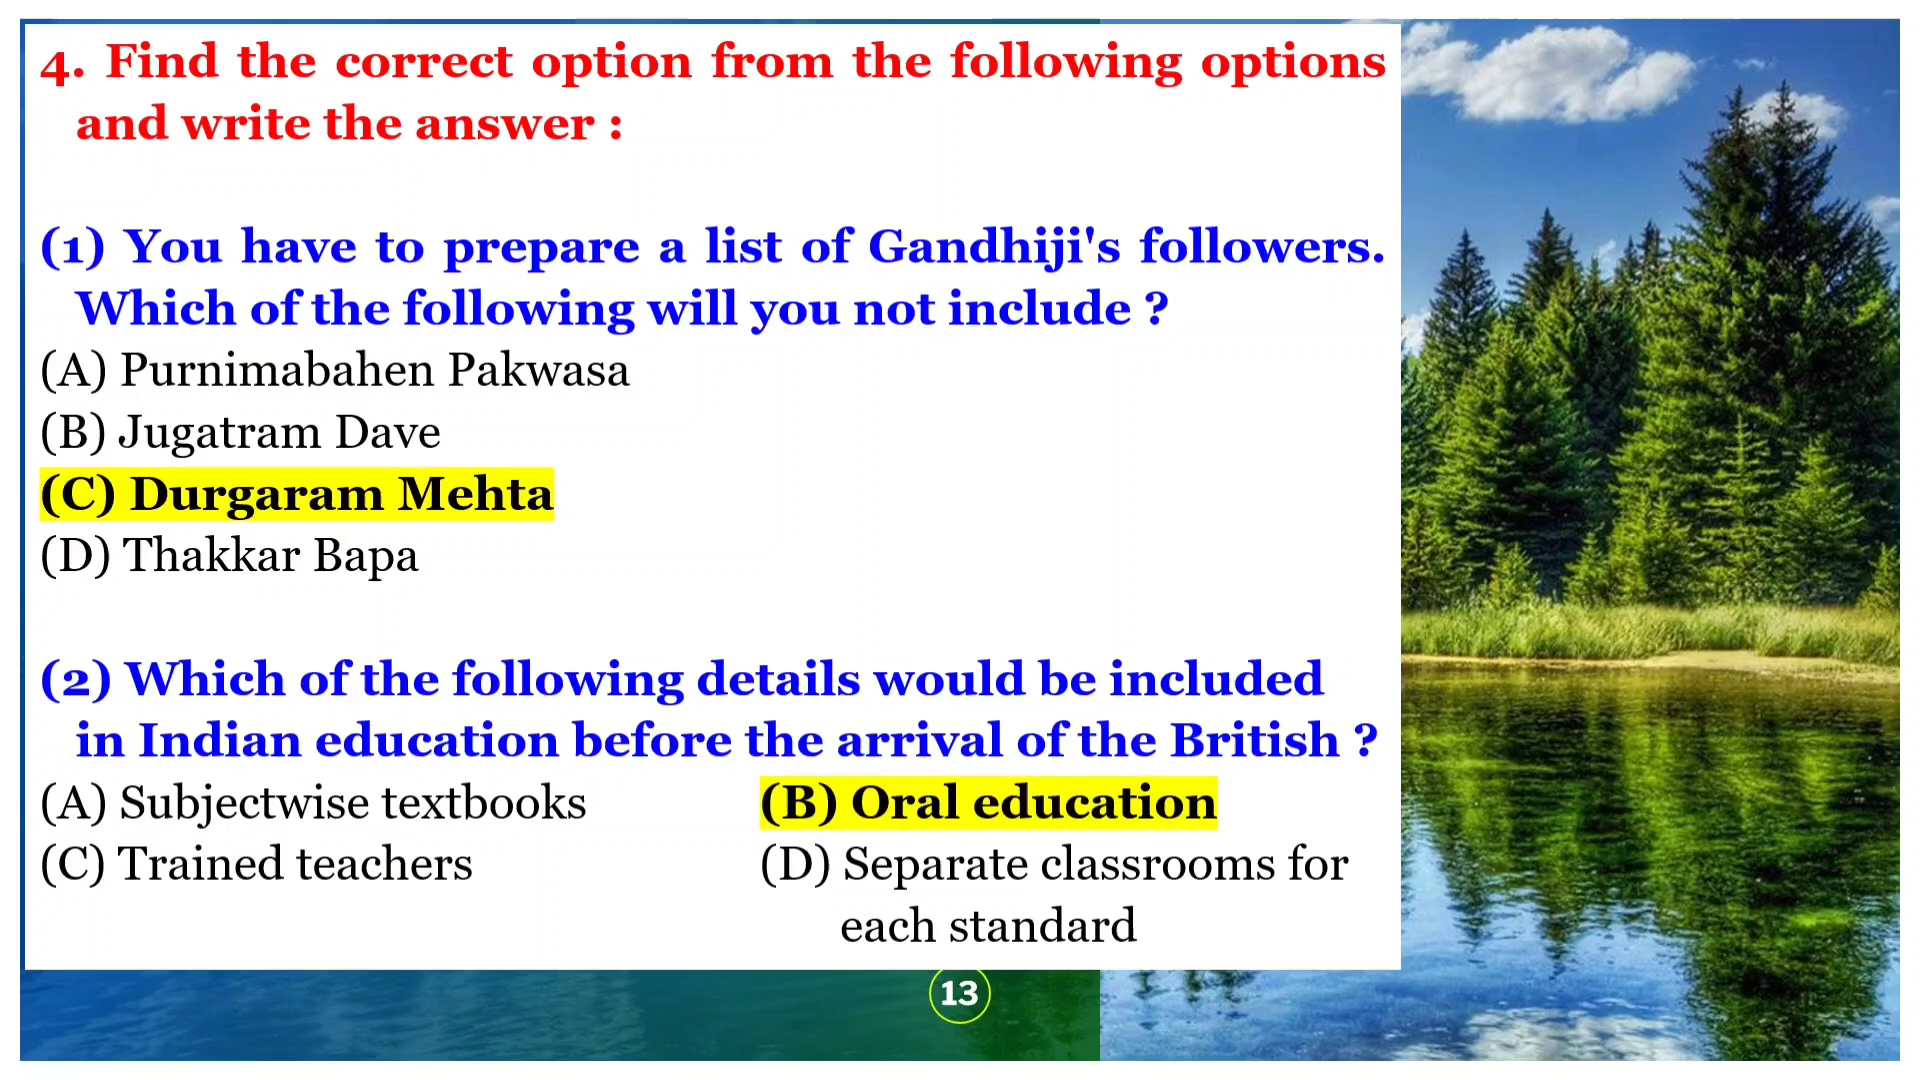 4. Find the correct option from the following options
and write the answer :
(1) You have to prepare a list of Gandhiji's followers.
Which of the following will you not include ?
(A) Purnimabahen Pakwasa
(B) Jugatram Dave
(C) Durgaram Mehta
(D) Thakkar Bapa
(2) Which of the following details would be included
in Indian education before the arrival of the British ?
(A) Subjectwise textbooks (B) Oral education
(C) Trained teachers (D) Separate classrooms for
each standard
13